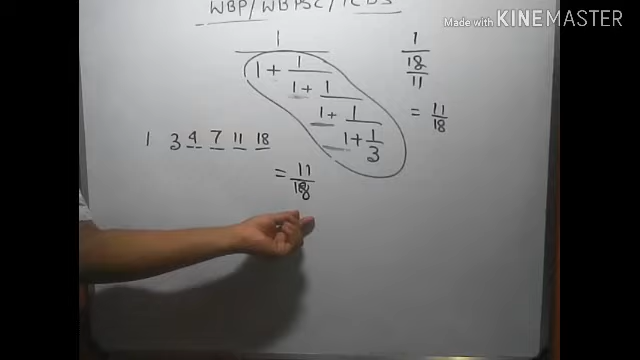 WBP/WBPSC/ICDS
Made with KINEMASTER
1
1 + 1
1 + 1
1 + 1
1 + 1
3
1
18
11
= 11
18
1 3 4 7 11 18
= 11
18